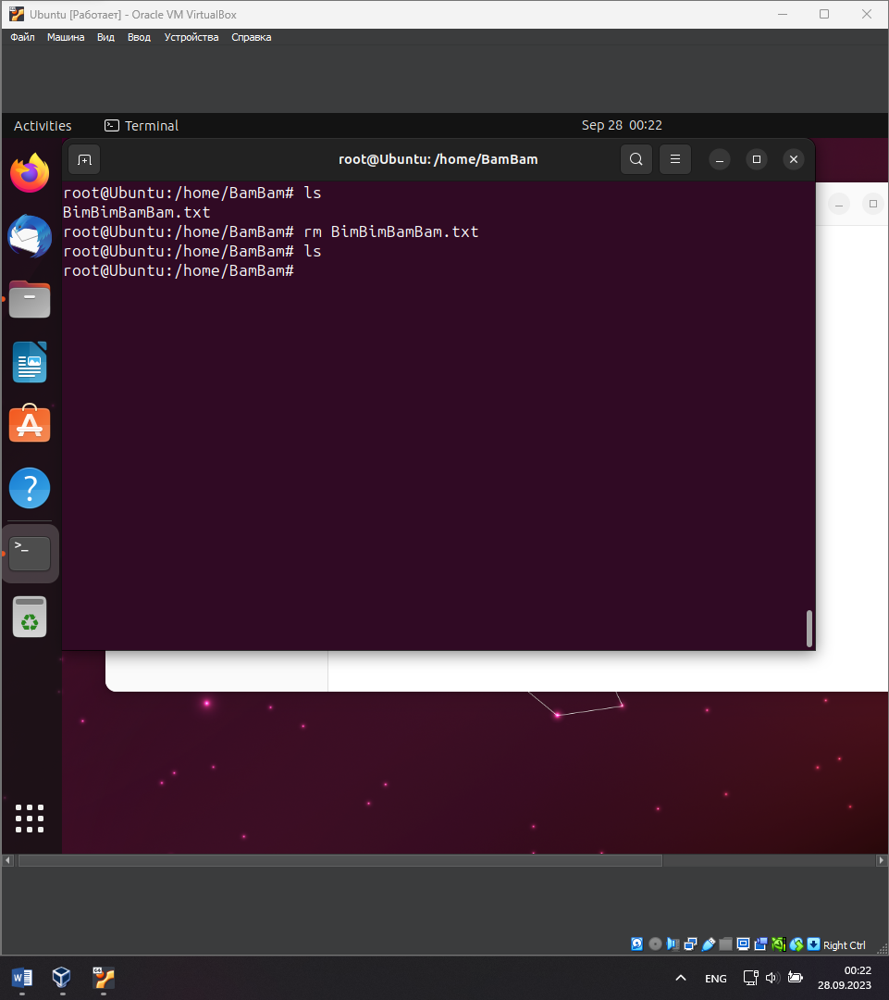 Ubuntu [Работает] - Oracle VM VirtualBox
Файл Машина Вид Ввод Устройства Справка
Activities Terminal Sep 28 00:22
root@Ubuntu: /home/BamBam
root@Ubuntu:/home/BamBam# ls
BimBimBamBam.txt
root@Ubuntu:/home/BamBam# rm BimBimBamBam.txt
root@Ubuntu:/home/BamBam# ls
root@Ubuntu:/home/BamBam#
Right Ctrl
ENG
00:22
28.09.2023